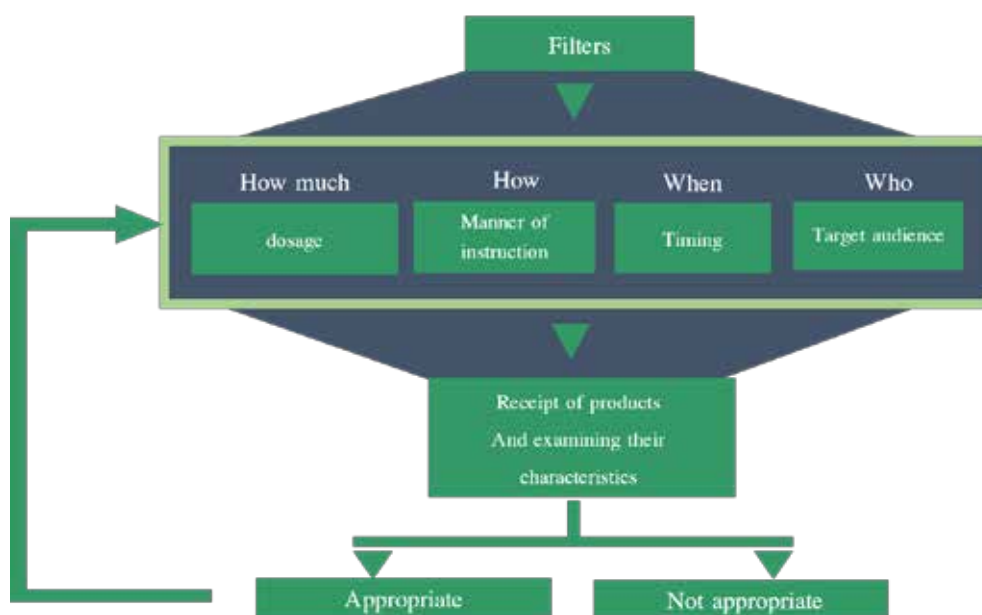 Filters
How much
How
When
Who
dosage
Manner of
instruction
Timing
Target audience
Receipt of products
And examining their
characteristics
Appropriate
Not appropriate